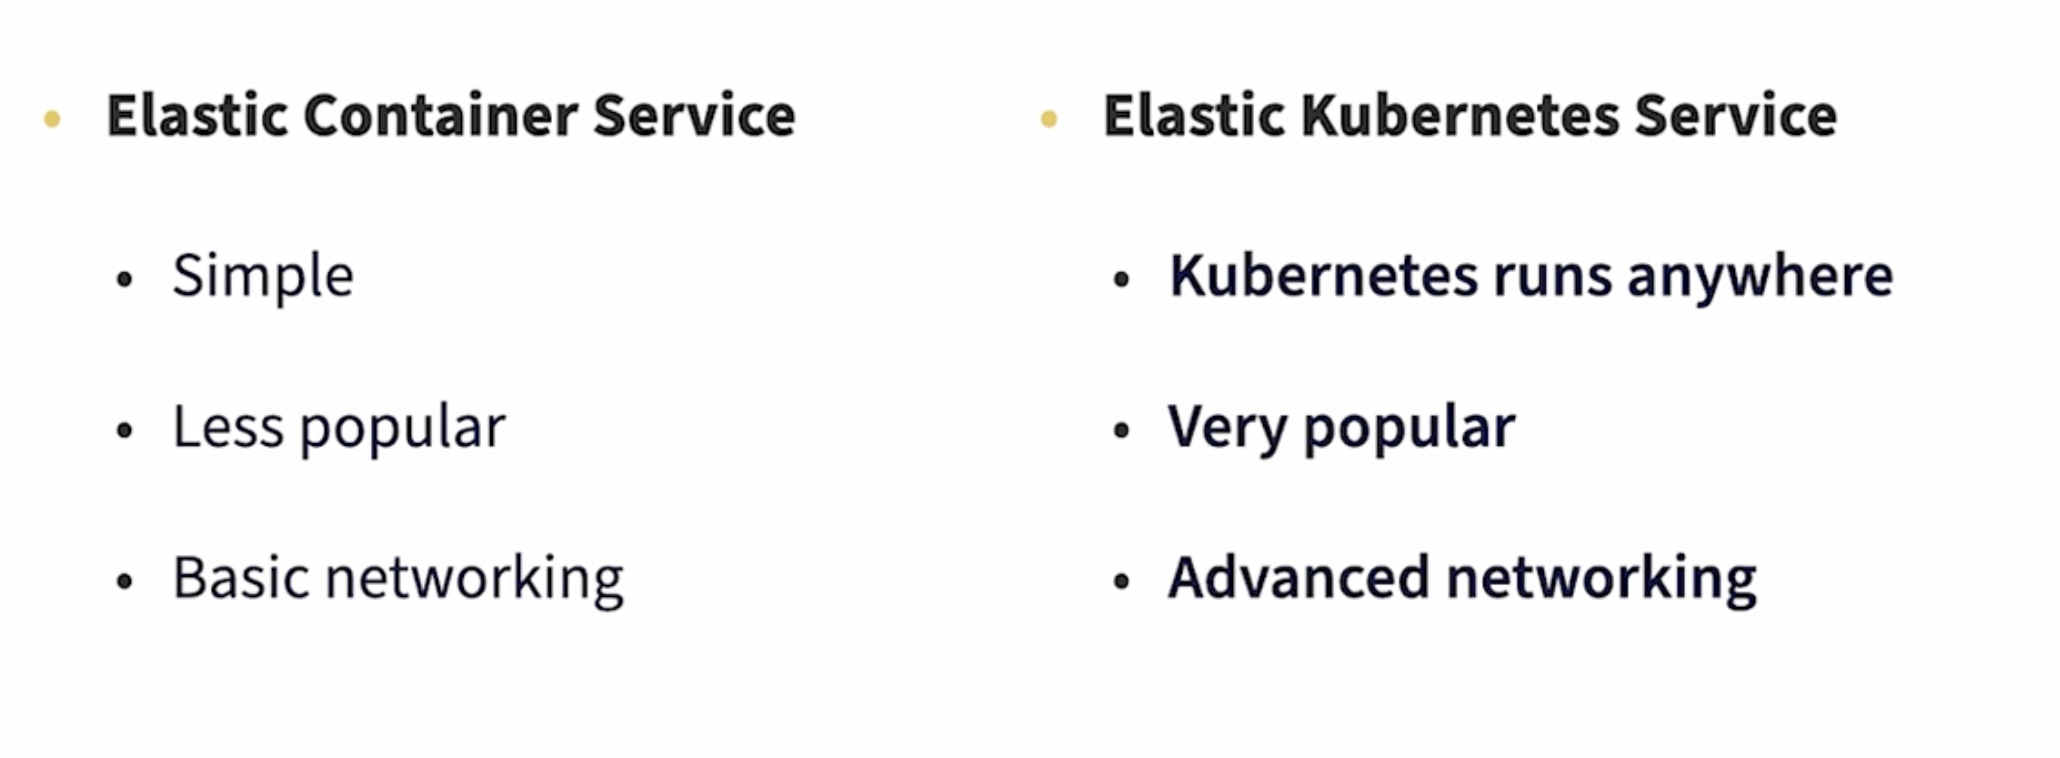 Elastic Container Service
Simple
Less popular
Basic networking
Elastic Kubernetes Service
Kubernetes runs anywhere
Very popular
Advanced networking